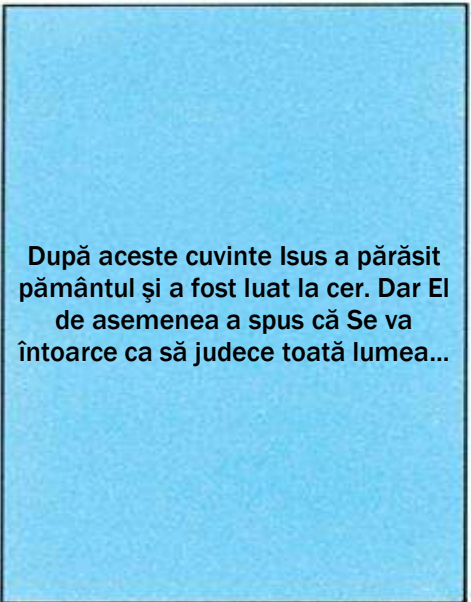 După aceste cuvinte Isus a părăsit
pământul şi a fost luat la cer. Dar El
de asemenea a spus că Se va
întoarce ca să judece toată lumea...